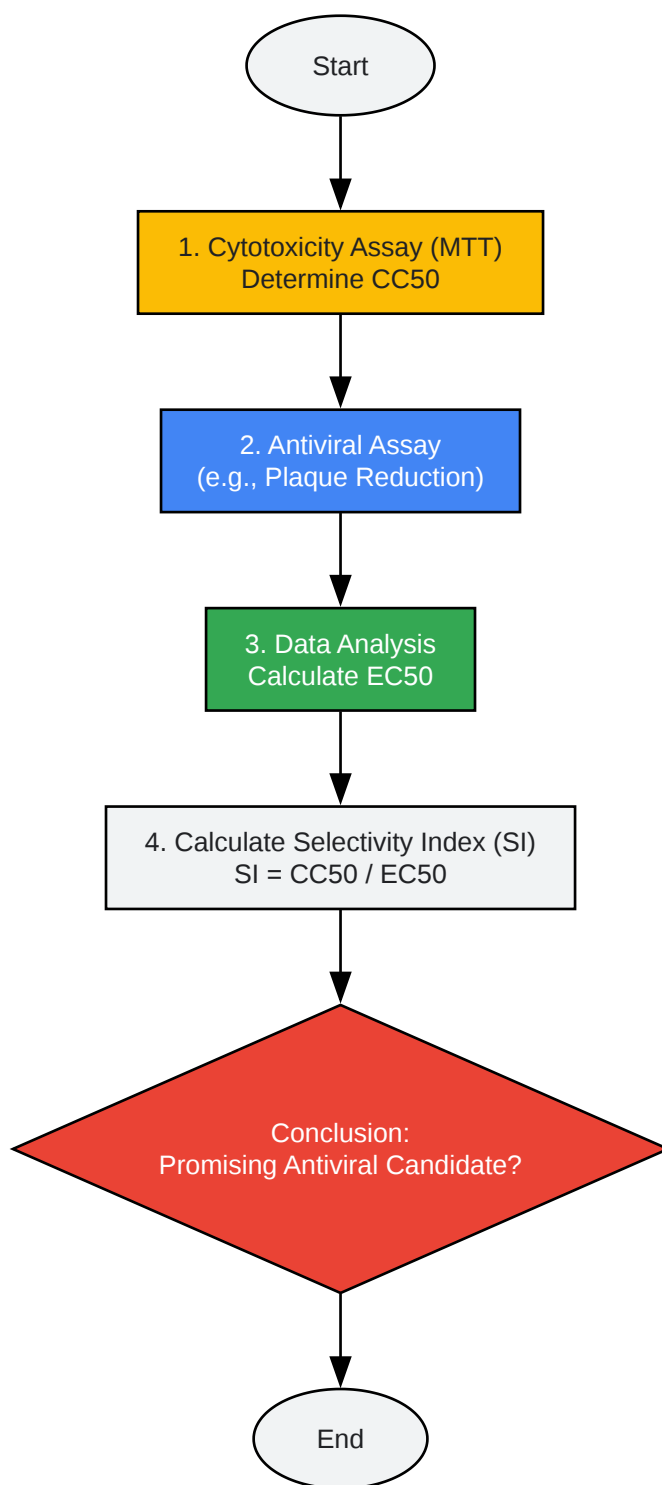 Start
1. Cytotoxicity Assay (MTT)
Determine CC50
2. Antiviral Assay
(e.g., Plaque Reduction)
3. Data Analysis
Calculate EC50
4. Calculate Selectivity Index (SI)
SI = CC50 / EC50
Conclusion:
Promising Antiviral Candidate?
End